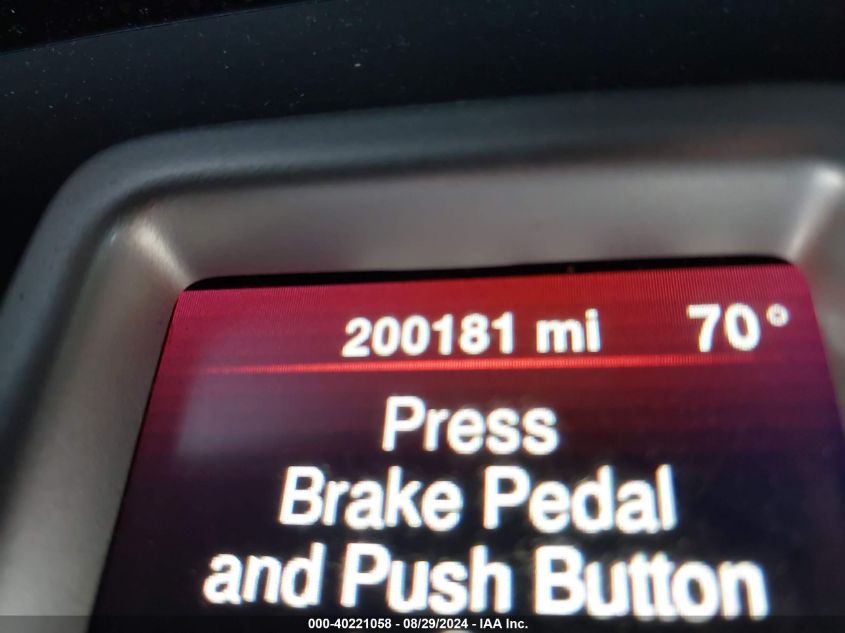 200181 mi 70°
Press
Brake Pedal
and Push Button
000-40221058 - 08/29/2024 - IAA Inc.